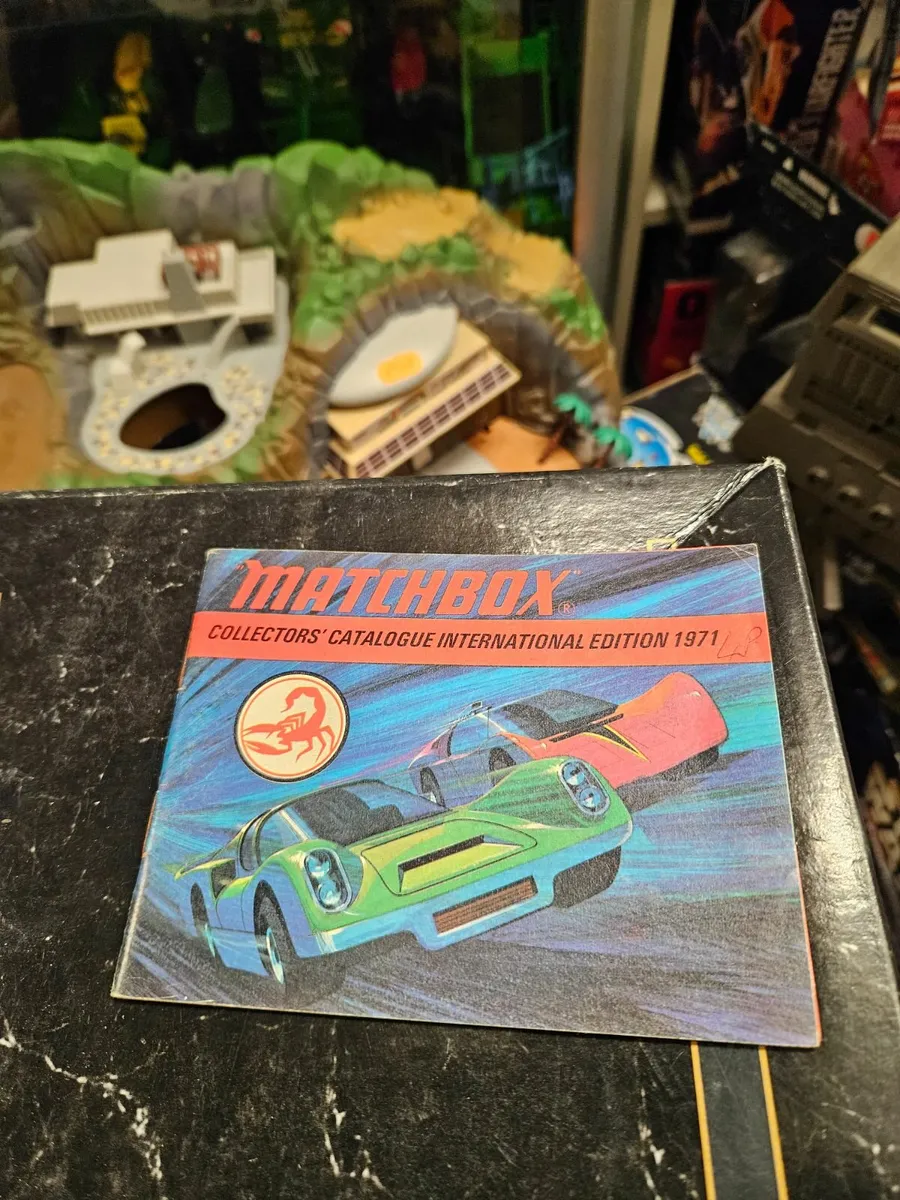 "MATCHBOX"®
COLLECTORS' CATALOGUE INTERNATIONAL EDITION 1971